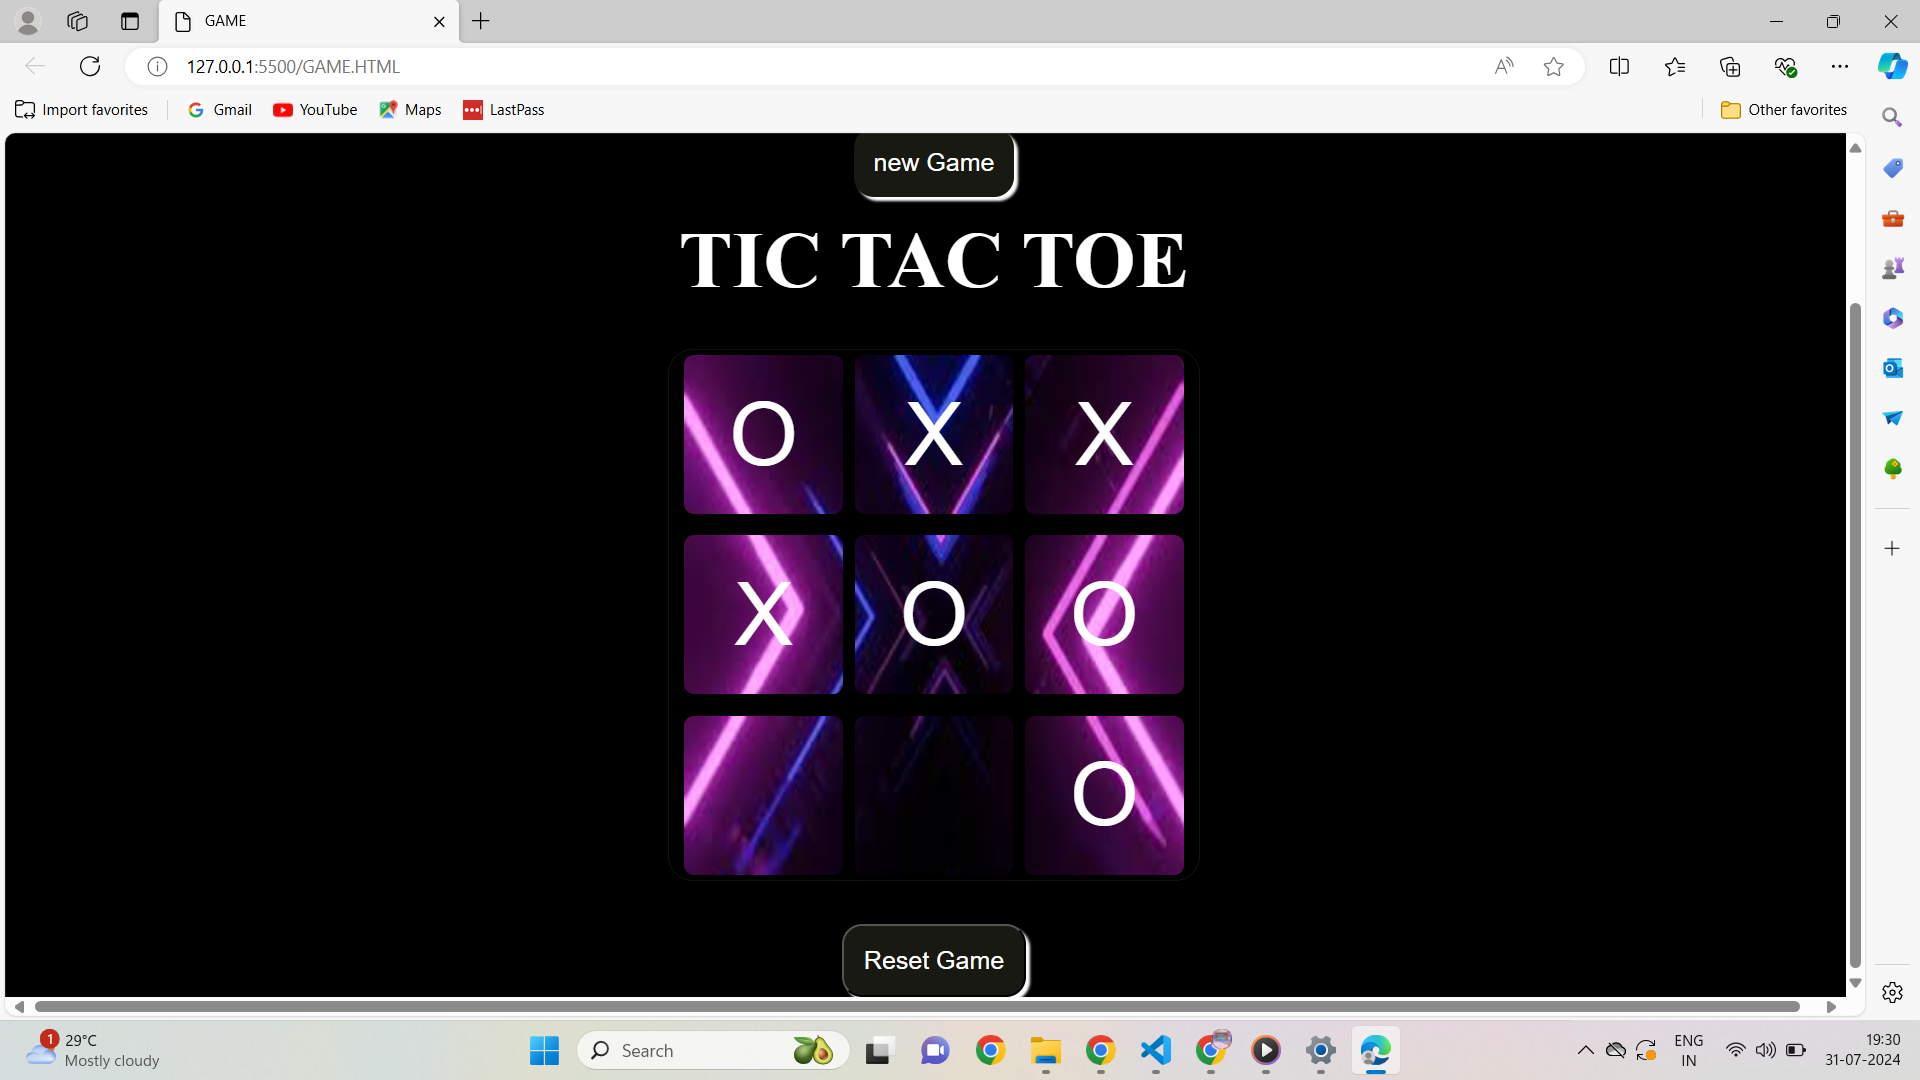 GAME
127.0.0.1:5500/GAME.HTML
Import favorites Gmail YouTube Maps LastPass Other favorites
new Game
TIC TAC TOE
O X X
X O O
O
Reset Game
1 29°C
Mostly cloudy
Search
ENG
IN
19:30
31-07-2024